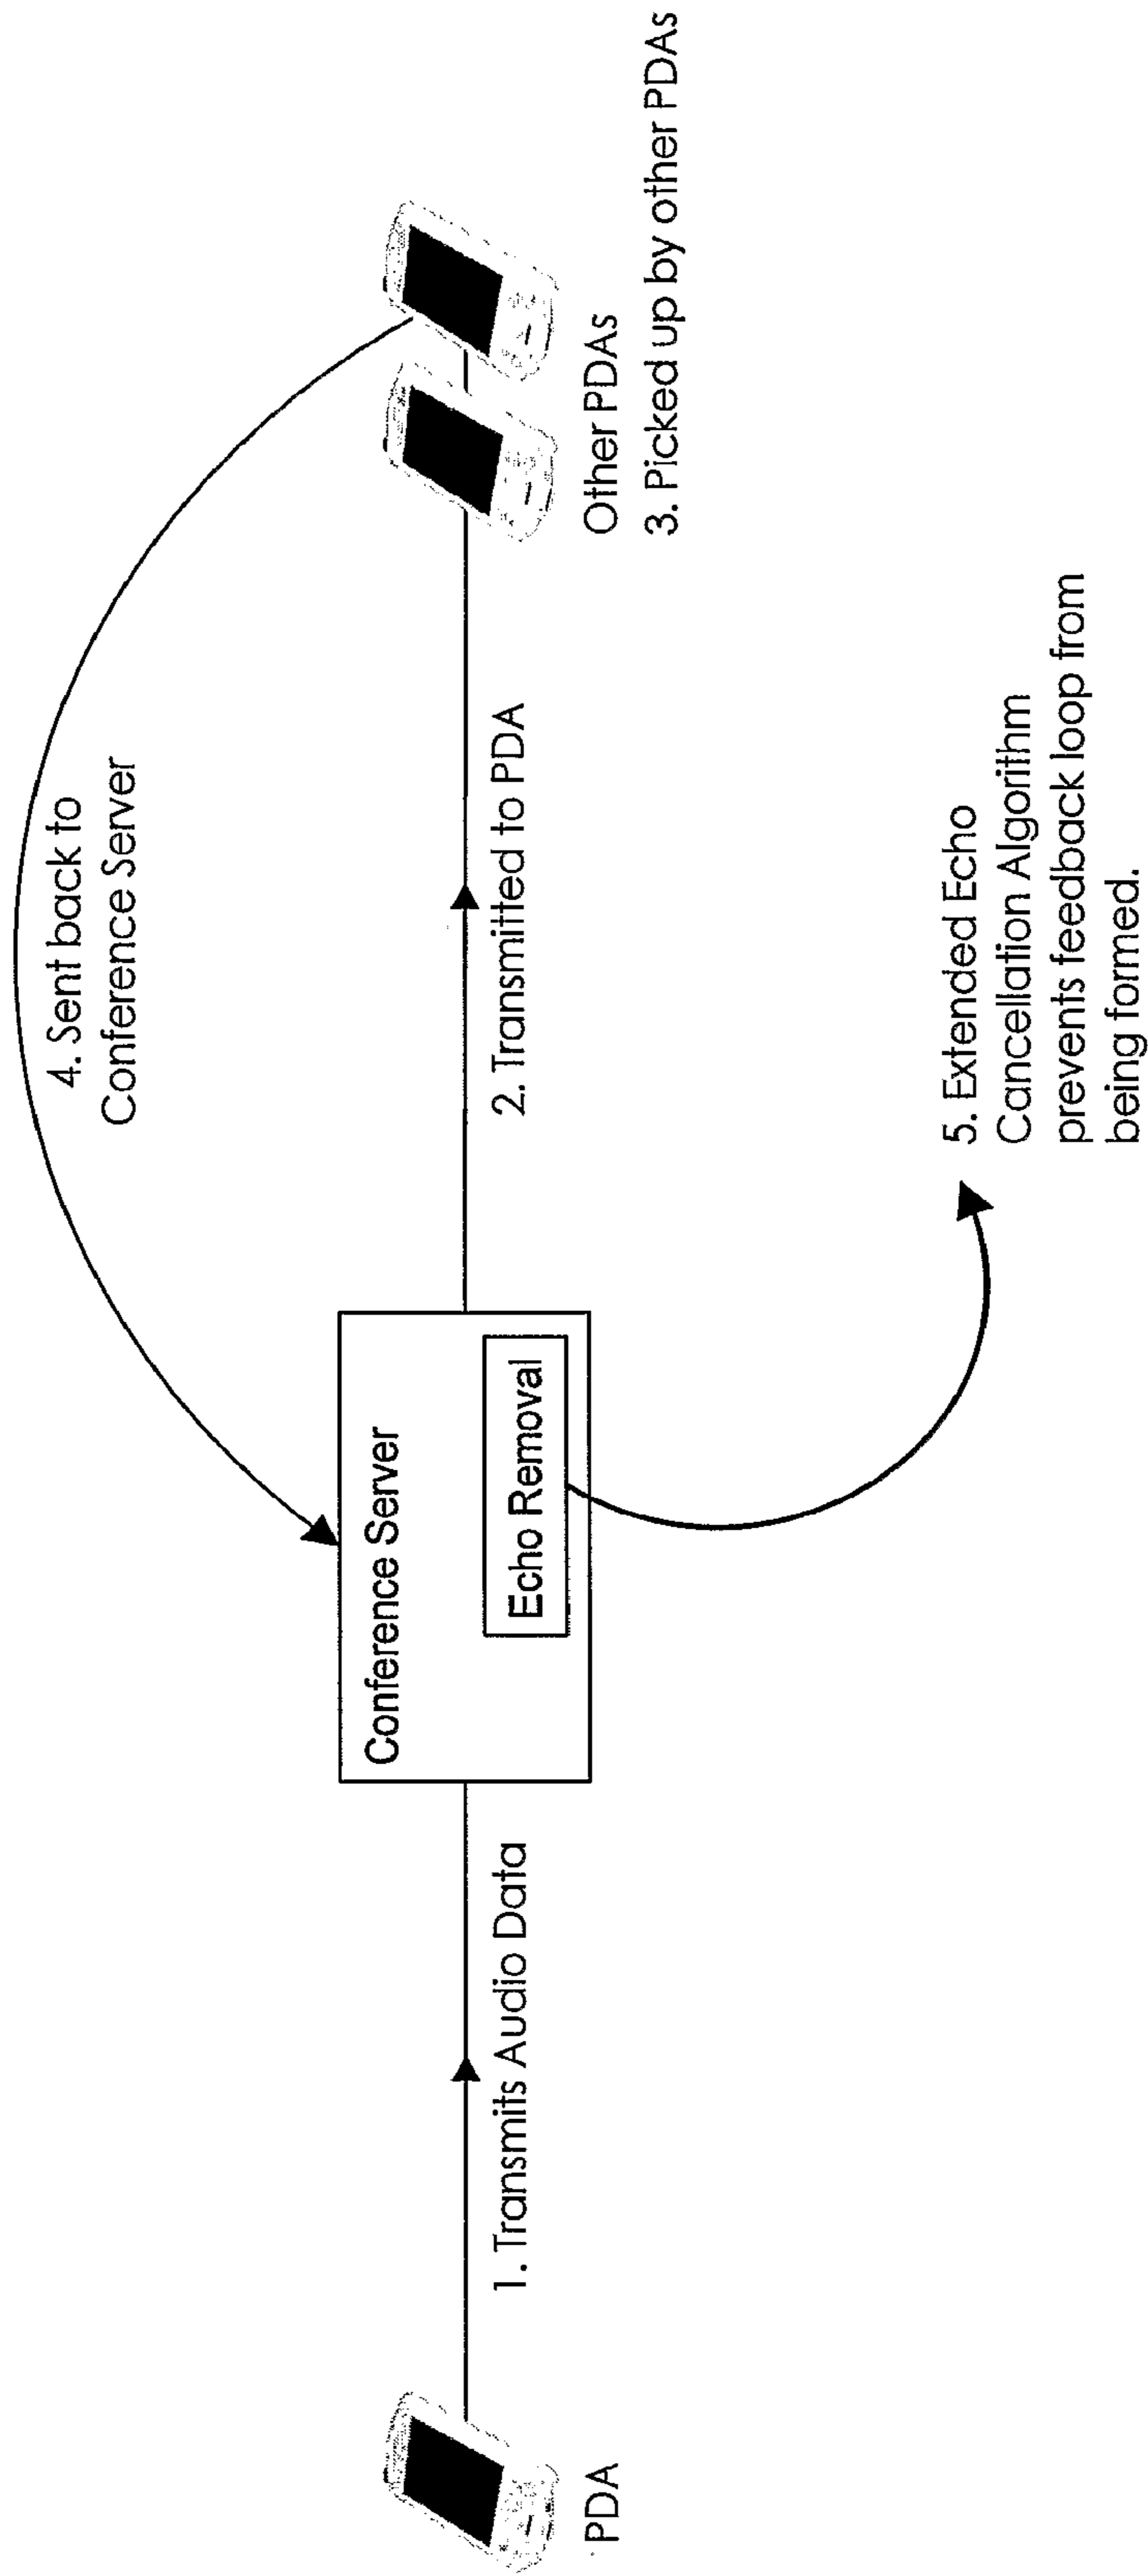 PDA
1. Transmits Audio Data
Conference Server
Echo Removal
2. Transmitted to PDA
Other PDAs
3. Picked up by other PDAs
4. Sent back to
Conference Server
5. Extended Echo
Cancellation Algorithm
prevents feedback loop from
being formed.